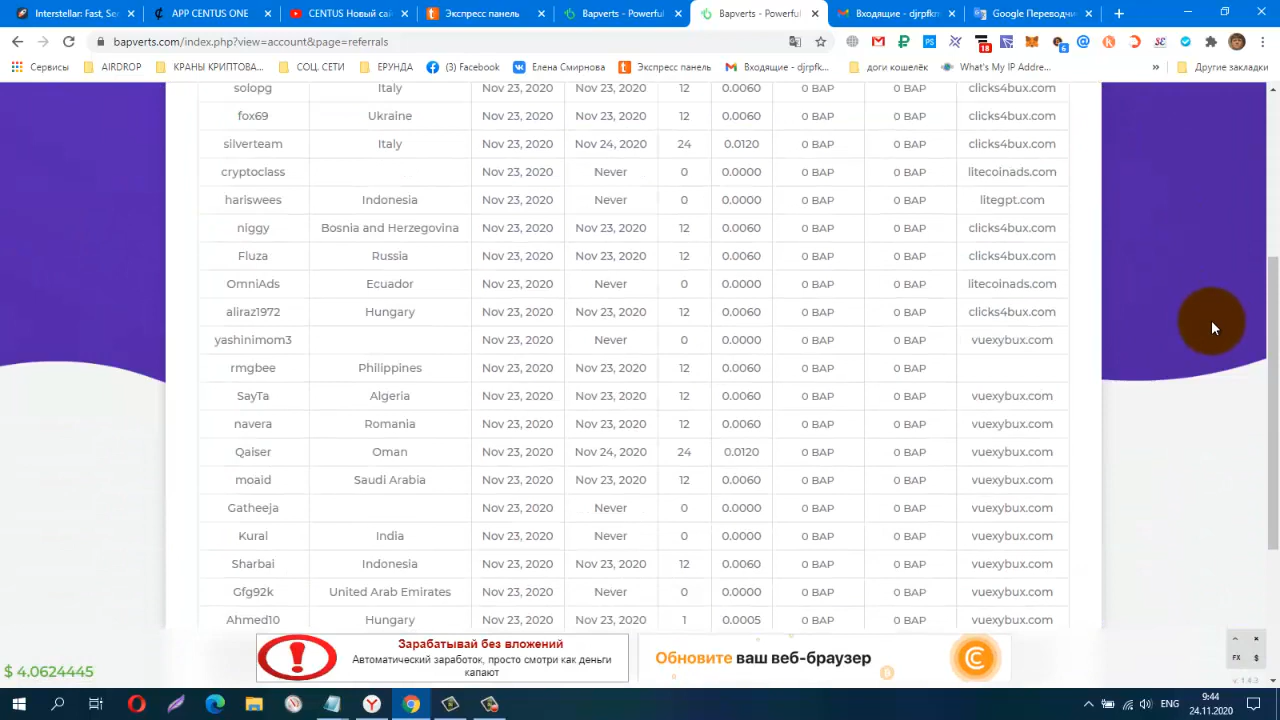 Interstellar: Fast, Se
APP CENTUS ONE
CENTUS Новый сай
Экспресс панель
Bapverts - Powerful
Bapverts - Powerful
Входящие - djrpfkm
Google Переводчи
bapverts.com/index.php?view=account&page=referrals
18
6
Сервисы
AIRDROP
КРАНЫ КРИПТОВА...
СОЦ. СЕТИ
ЕРУНДА
(3) Facebook
Елена Смирнова
Экспресс панель
Входящие - djrpfk...
доги кошелёк
What's My IP Addre...
»
Другие закладки
solopg Italy Nov 23, 2020 Nov 23, 2020 12 0.0060 0 BAP 0 BAP clicks4bux.com
fox69 Ukraine Nov 23, 2020 Nov 23, 2020 12 0.0060 0 BAP 0 BAP clicks4bux.com
silverteam Italy Nov 23, 2020 Nov 24, 2020 24 0.0120 0 BAP 0 BAP clicks4bux.com
cryptoclass Nov 23, 2020 Never 0 0.0000 0 BAP 0 BAP litecoinads.com
hariswees Indonesia Nov 23, 2020 Never 0 0.0000 0 BAP 0 BAP litegpt.com
niggy Bosnia and Herzegovina Nov 23, 2020 Nov 23, 2020 12 0.0060 0 BAP 0 BAP clicks4bux.com
Fluza Russia Nov 23, 2020 Nov 23, 2020 12 0.0060 0 BAP 0 BAP clicks4bux.com
OmniAds Ecuador Nov 23, 2020 Never 0 0.0000 0 BAP 0 BAP litecoinads.com
aliraz1972 Hungary Nov 23, 2020 Nov 23, 2020 12 0.0060 0 BAP 0 BAP clicks4bux.com
yashinimom3 Nov 23, 2020 Never 0 0.0000 0 BAP 0 BAP vuexybux.com
rmgbee Philippines Nov 23, 2020 Nov 23, 2020 12 0.0060 0 BAP 0 BAP
SayTa Algeria Nov 23, 2020 Nov 23, 2020 12 0.0060 0 BAP 0 BAP vuexybux.com
navera Romania Nov 23, 2020 Nov 23, 2020 12 0.0060 0 BAP 0 BAP vuexybux.com
Qaiser Oman Nov 23, 2020 Nov 24, 2020 24 0.0120 0 BAP 0 BAP vuexybux.com
moaid Saudi Arabia Nov 23, 2020 Nov 23, 2020 12 0.0060 0 BAP 0 BAP vuexybux.com
Gatheeja Nov 23, 2020 Never 0 0.0000 0 BAP 0 BAP vuexybux.com
Kural India Nov 23, 2020 Never 0 0.0000 0 BAP 0 BAP vuexybux.com
Sharbai Indonesia Nov 23, 2020 Nov 23, 2020 12 0.0060 0 BAP 0 BAP vuexybux.com
Gfg92k United Arab Emirates Nov 23, 2020 Never 0 0.0000 0 BAP 0 BAP vuexybux.com
Ahmed10 Hungary Nov 23, 2020 Nov 23, 2020 1 0.0005 0 BAP 0 BAP vuexybux.com
Зарабатывай без вложений
Автоматический заработок, просто смотри как деньги
капают
Обновите ваш веб-браузер
FX $
$ 4.0624445
v 1.4.3
ENG
9:44
24.11.2020